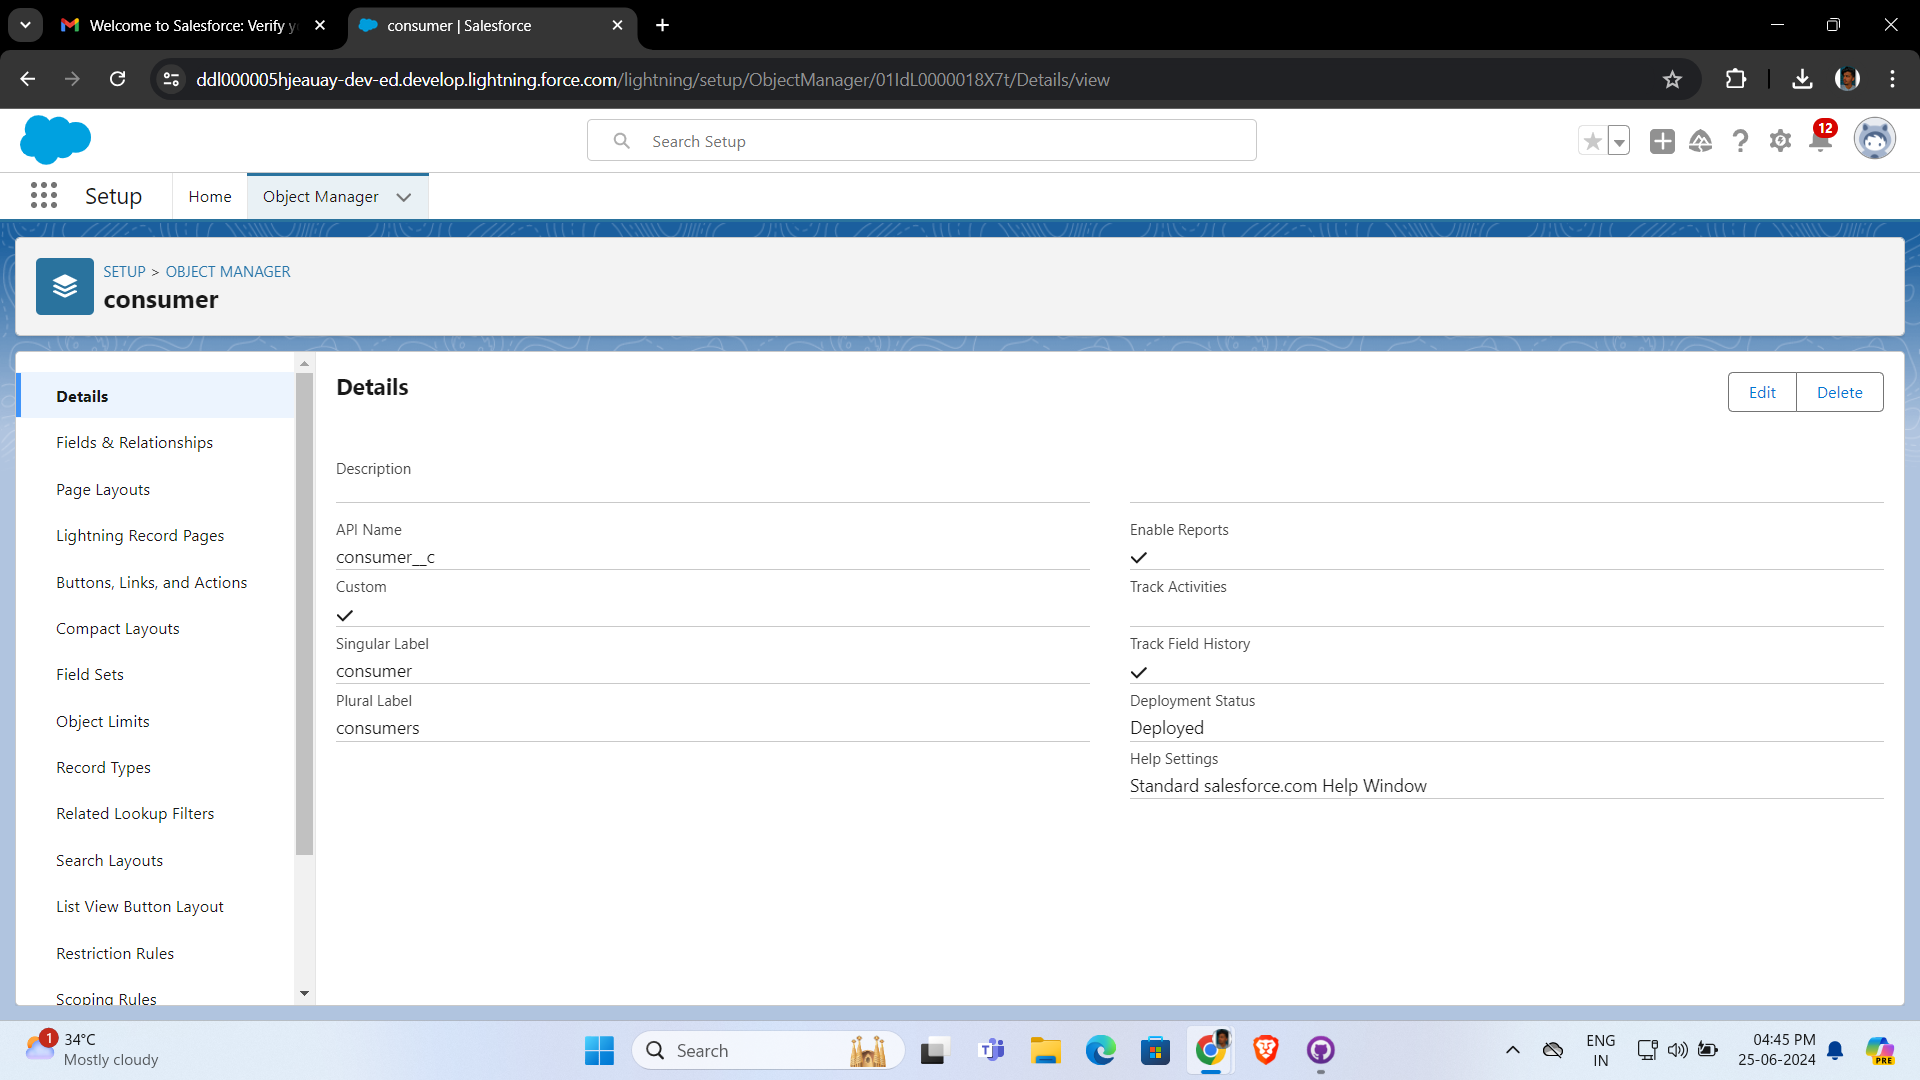 Welcome to Salesforce: Verify y
consumer | Salesforce
ddl000005hjeauay-dev-ed.develop.lightning.force.com/lightning/setup/ObjectManager/01IdL0000018X7t/Details/view
Search Setup
12
Setup
Home
Object Manager
SETUP > OBJECT MANAGER
consumer
Details
Fields & Relationships
Page Layouts
Lightning Record Pages
Buttons, Links, and Actions
Compact Layouts
Field Sets
Object Limits
Record Types
Related Lookup Filters
Search Layouts
List View Button Layout
Restriction Rules
Scoping Rules
Details
Edit
Delete
Description
API Name
consumer__c
Custom
Singular Label
consumer
Plural Label
consumers
Enable Reports
Track Activities
Track Field History
Deployment Status
Deployed
Help Settings
Standard salesforce.com Help Window
1
34°C
Mostly cloudy
Search
ENG
IN
04:45 PM
25-06-2024
PRE